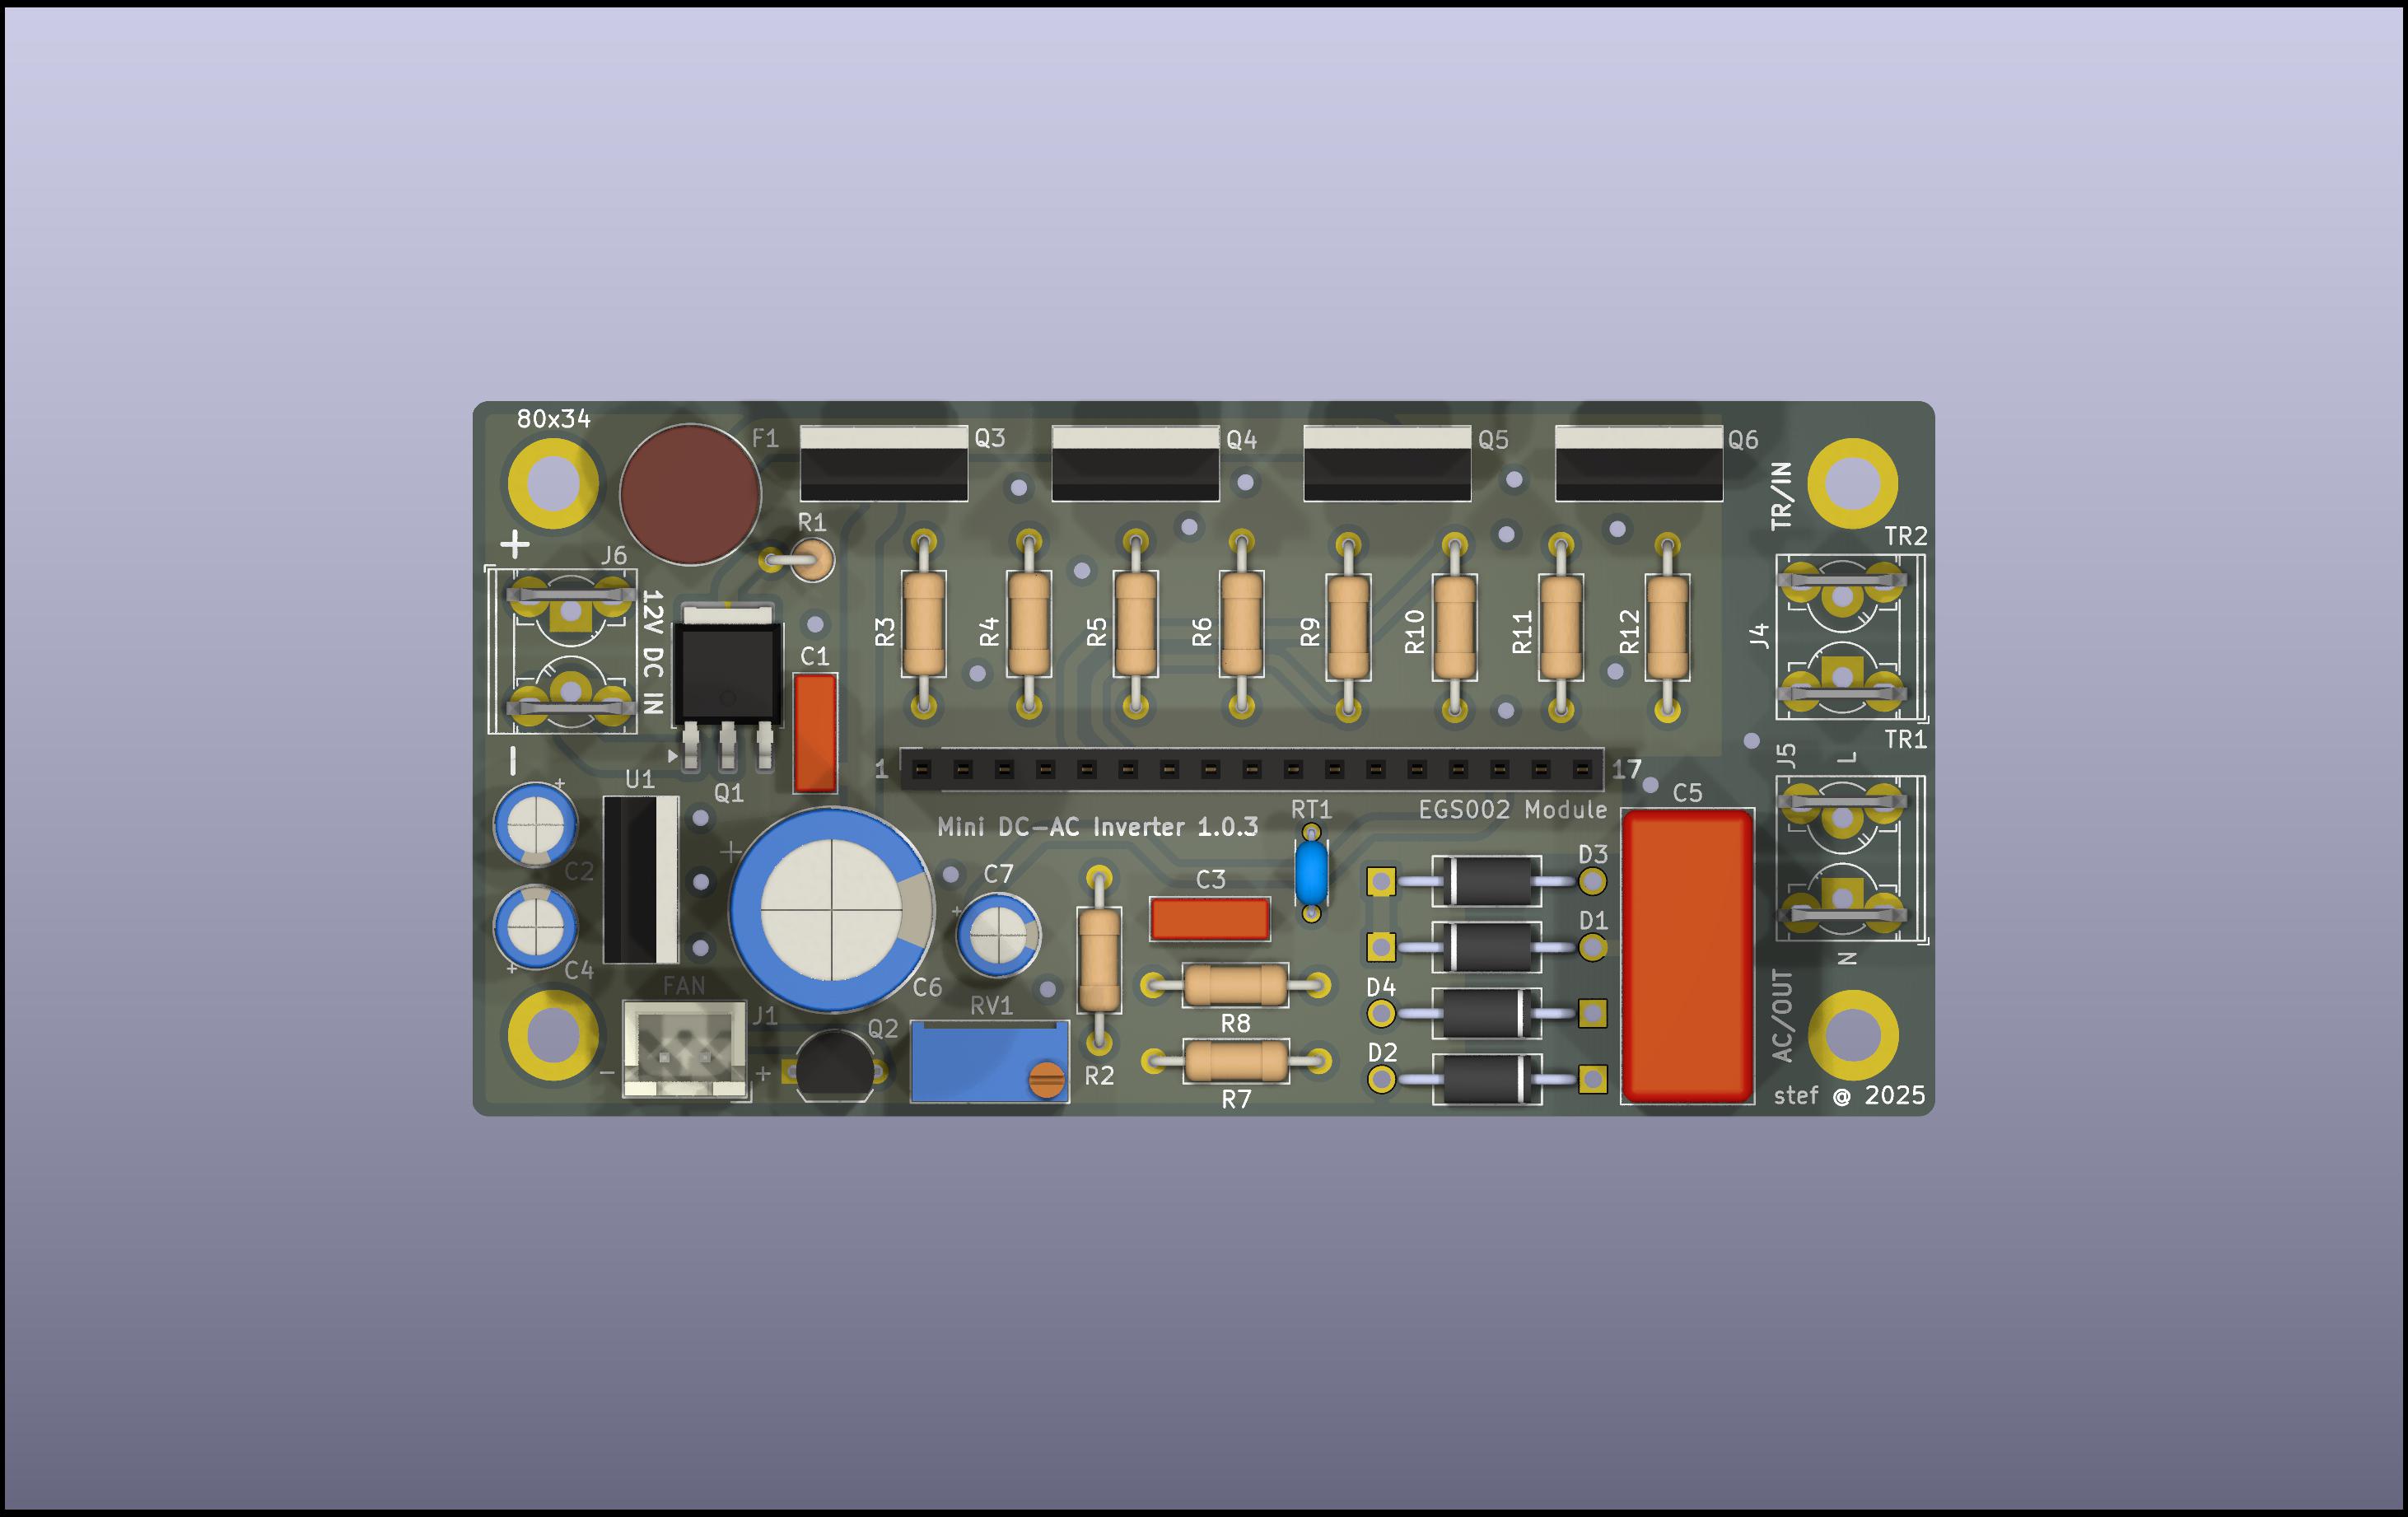 80x34
F1
Q3
Q4
Q5
Q6
TR/IN
R1
TR2
+
J6
12V DC IN
R3
R4
R5
R6
R9
R10
R11
R12
J4
C1
−
TR1
J5
L
U1
Q1
1
17
+
C5
EGS002 Module
RT1
Mini DC-AC Inverter 1.0.3
+
C2
C7
C3
D3
+
D1
N
C4
+
FAN
C6
D4
RV1
AC/OUT
J1
Q2
R8
D2
−
+
R2
R7
stef @ 2025